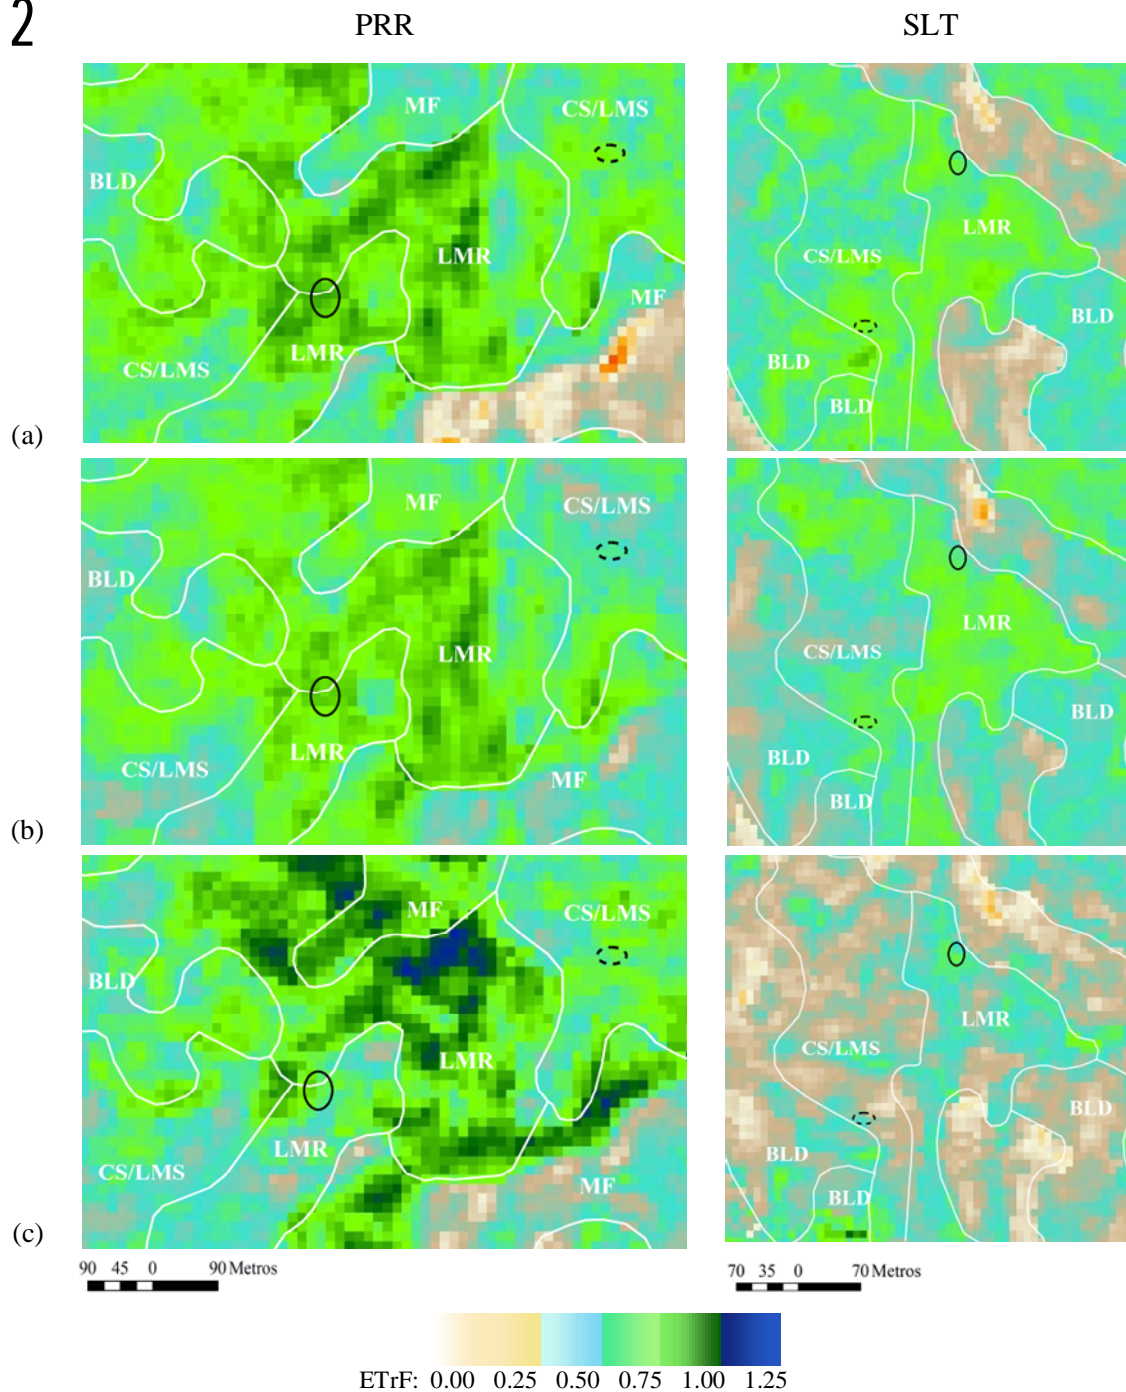 2
PRR SLT
MF
CS/LMS
BLD
LMR
MF
LMR
CS/LMS
LMR
CS/LMS
BLD
BLD
BLD
(a)
MF
CS/LMS
BLD
LMR
LMR
CS/LMS
MF
LMR
CS/LMS
BLD
BLD
BLD
(b)
MF
CS/LMS
BLD
LMR
LMR
CS/LMS
MF
LMR
CS/LMS
BLD
BLD
BLD
(c)
90 45 0 90 Metros
70 35 0 70 Metros
ETrF: 0.00 0.25 0.50 0.75 1.00 1.25